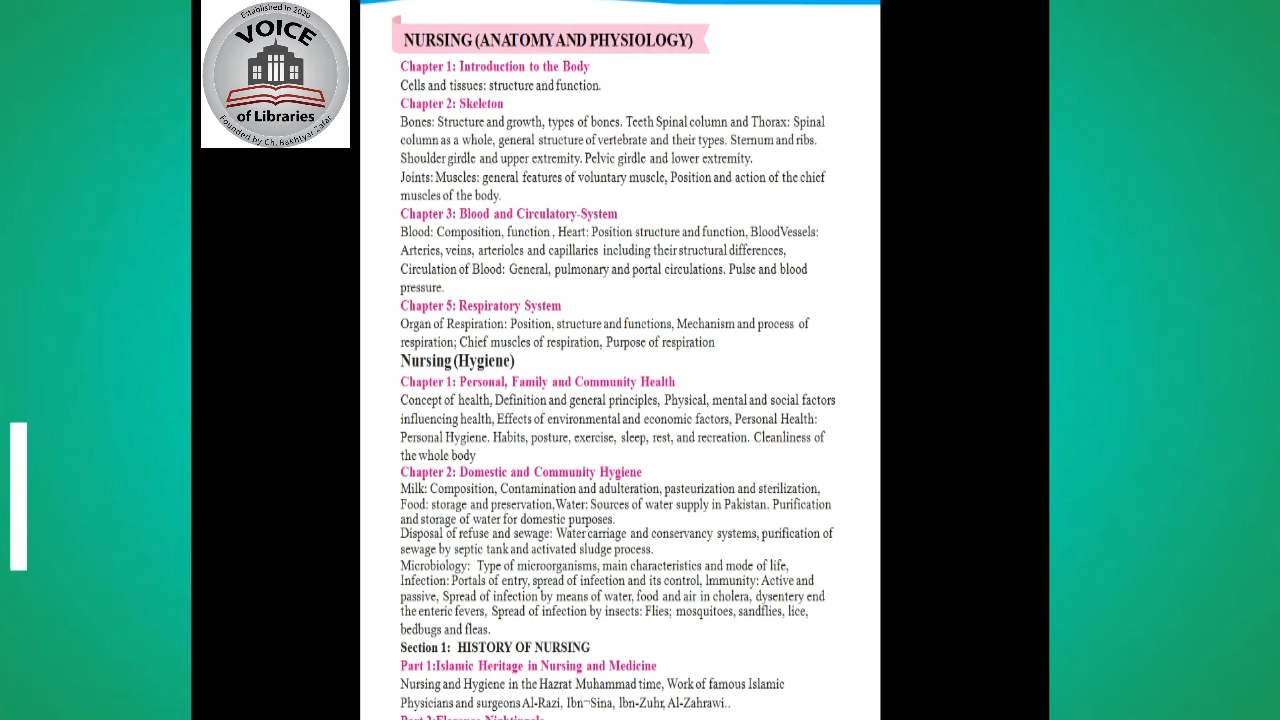 Established in 2020
VOICE
of Libraries
Founded by Ch. Bakhtyar Zafar
NURSING (ANATOMY AND PHYSIOLOGY)
Chapter 1: Introduction to the Body
Cells and tissues: structure and function.
Chapter 2: Skeleton
Bones: Structure and growth, types of bones. Teeth Spinal column and Thorax: Spinal
column as a whole, general structure of vertebrate and their types. Sternum and ribs.
Shoulder girdle and upper extremity. Pelvic girdle and lower extremity.
Joints: Muscles: general features of voluntary muscle, Position and action of the chief
muscles of the body.
Chapter 3: Blood and Circulatory-System
Blood: Composition, function , Heart: Position structure and function, BloodVessels:
Arteries, veins, arterioles and capillaries including their structural differences,
Circulation of Blood: General, pulmonary and portal circulations. Pulse and blood
pressure.
Chapter 5: Respiratory System
Organ of Respiration: Position, structure and functions, Mechanism and process of
respiration; Chief muscles of respiration, Purpose of respiration
Nursing (Hygiene)
Chapter 1: Personal, Family and Community Health
Concept of health, Definition and general principles, Physical, mental and social factors
influencing health, Effects of environmental and economic factors, Personal Health:
Personal Hygiene. Habits, posture, exercise, sleep, rest, and recreation. Cleanliness of
the whole body
Chapter 2: Domestic and Community Hygiene
Milk: Composition, Contamination and adulteration, pasteurization and sterilization,
Food: storage and preservation, Water: Sources of water supply in Pakistan. Purification
and storage of water for domestic purposes.
Disposal of refuse and sewage: Water carriage and conservancy systems, purification of
sewage by septic tank and activated sludge process.
Microbiology: Type of microorganisms, main characteristics and mode of life,
Infection: Portals of entry, spread of infection and its control, lmmunity: Active and
passive, Spread of infection by means of water, food and air in cholera, dysentery end
the enteric fevers, Spread of infection by insects: Flies; mosquitoes, sandflies, lice,
bedbugs and fleas.
Section 1: HISTORY OF NURSING
Part 1:Islamic Heritage in Nursing and Medicine
Nursing and Hygiene in the Hazrat Muhammad time, Work of famous Islamic
Physicians and surgeons Al-Razi, Ibn¬Sina, lbn-Zuhr, Al-Zahrawi..
Part 2:Florence Nightingale